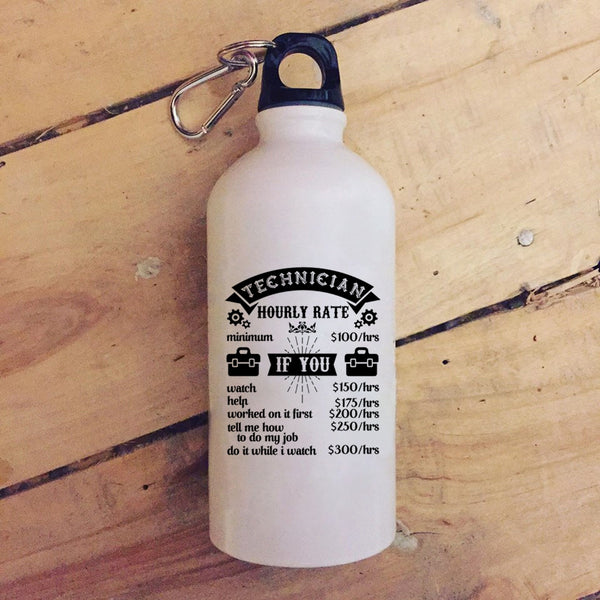 TECHNICIAN
HOURLY RATE
minimum $100/hrs
IF YOU
watch $150/hrs
help $175/hrs
worked on it first $200/hrs
tell me how $250/hrs
to do my job
do it while i watch $300/hrs